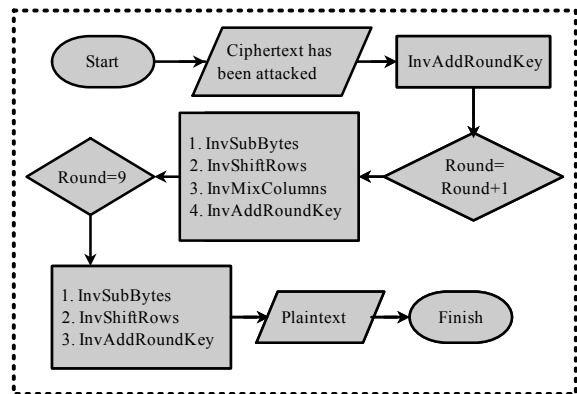 Start
Ciphertext has
been attacked
InvAddRoundKey
Round=
Round+1
1. InvSubBytes
2. InvShiftRows
3. InvMixColumns
4. InvAddRoundKey
Round=9
1. InvSubBytes
2. InvShiftRows
3. InvAddRoundKey
Plaintext
Finish